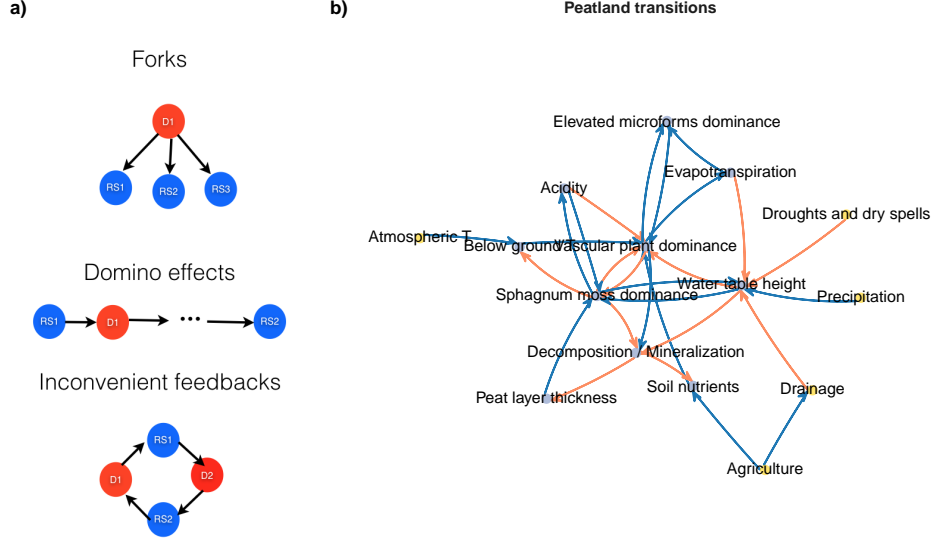 a)
Forks
D1
RS1
RS2
RS3
Domino effects
RS1
D1
...
RS2
Inconvenient feedbacks
RS1
D1
D2
RS2
b)
Peatland transitions
Elevated microforms dominance
Evapotranspiration
Acidity
Droughts and dry spells
Atmospheric T
Below ground T
Vascular plant dominance
Water table height
Sphagnum moss dominance
Precipitation
Decomposition / Mineralization
Peat layer thickness
Soil nutrients
Drainage
Agriculture